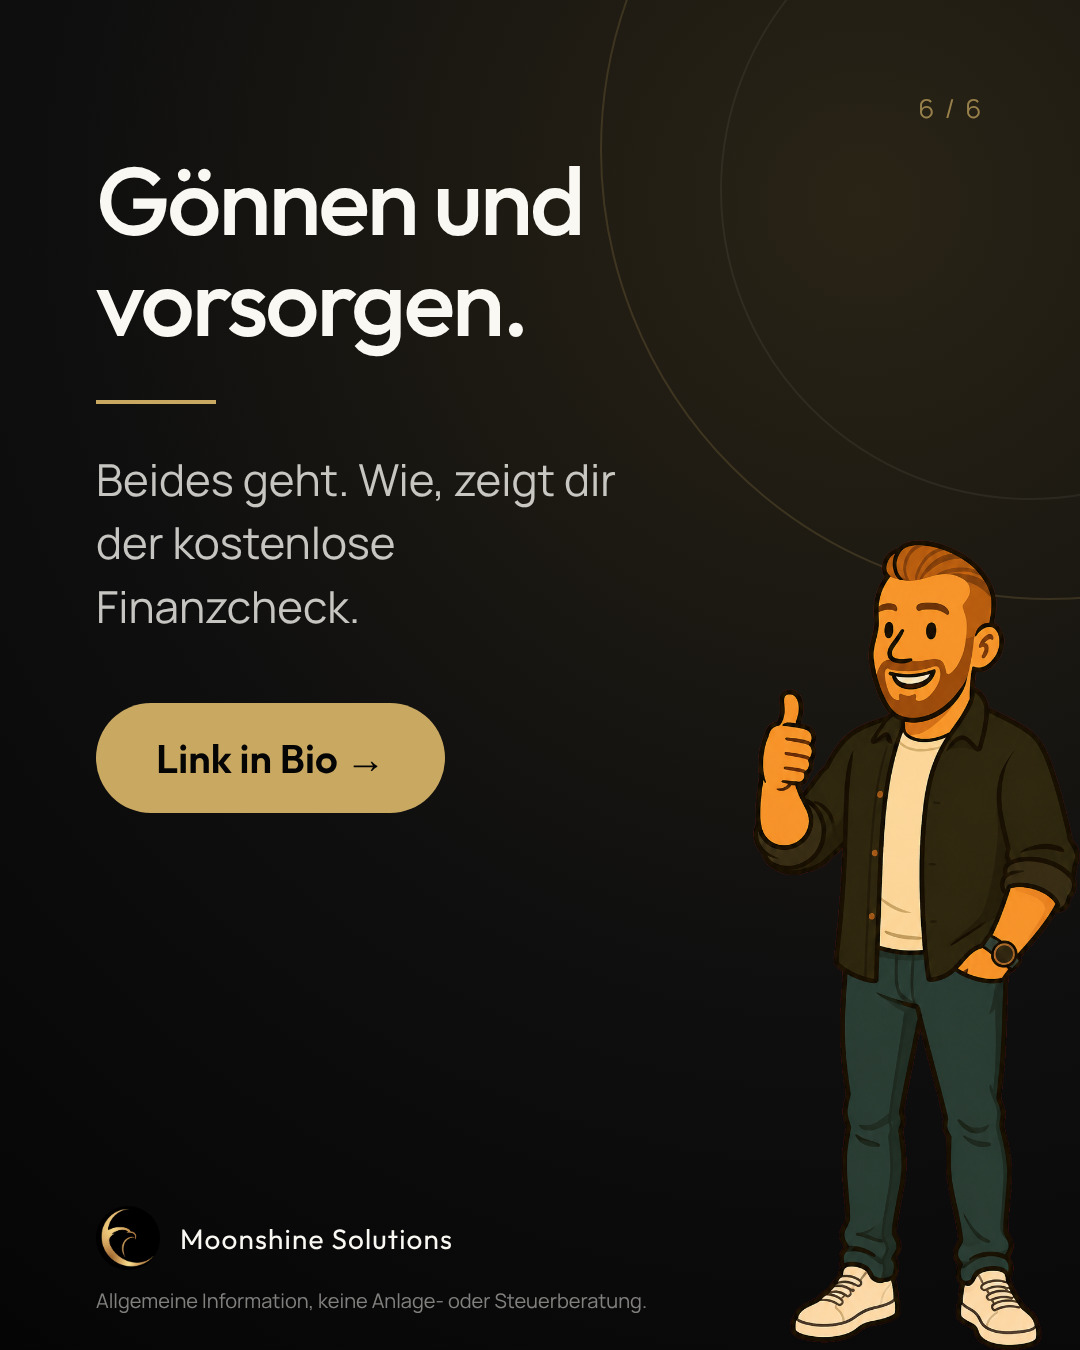 6 / 6
Gönnen und
vorsorgen.
Beides geht. Wie, zeigt dir
der kostenlose
Finanzcheck.
Link in Bio →
Moonshine Solutions
Allgemeine Information, keine Anlage- oder Steuerberatung.